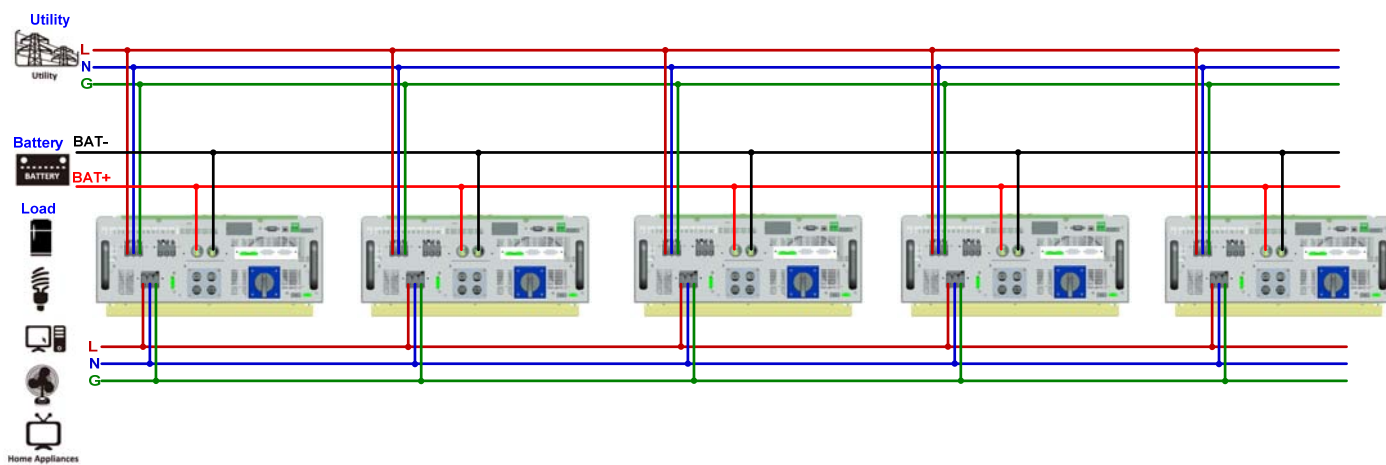 Utility
L
N
Utility
G
Battery BAT-
BATTERY
BAT+
Load
L
N
G
Home Appliances